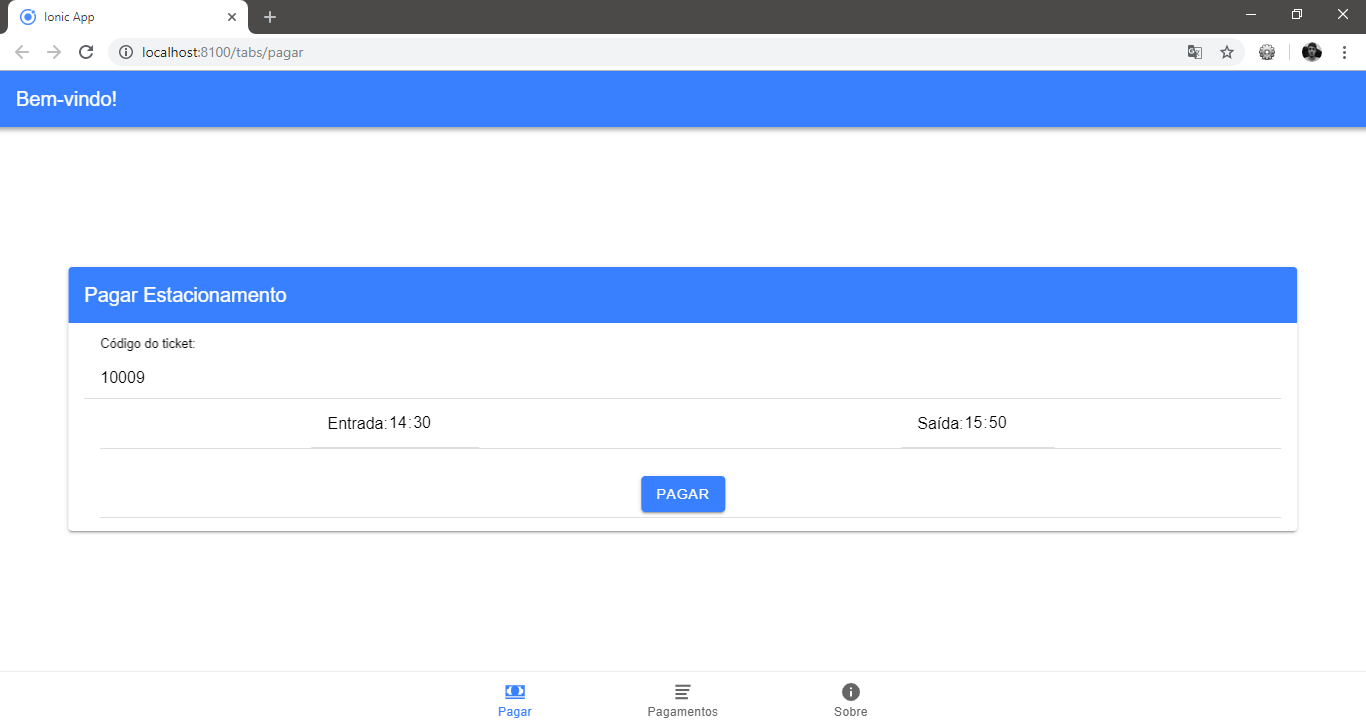 Ionic App
localhost:8100/tabs/pagar
Bem-vindo!
Pagar Estacionamento
Código do ticket:
10009
Entrada: 14:30 Saída: 15:50
PAGAR
Pagar Pagamentos Sobre